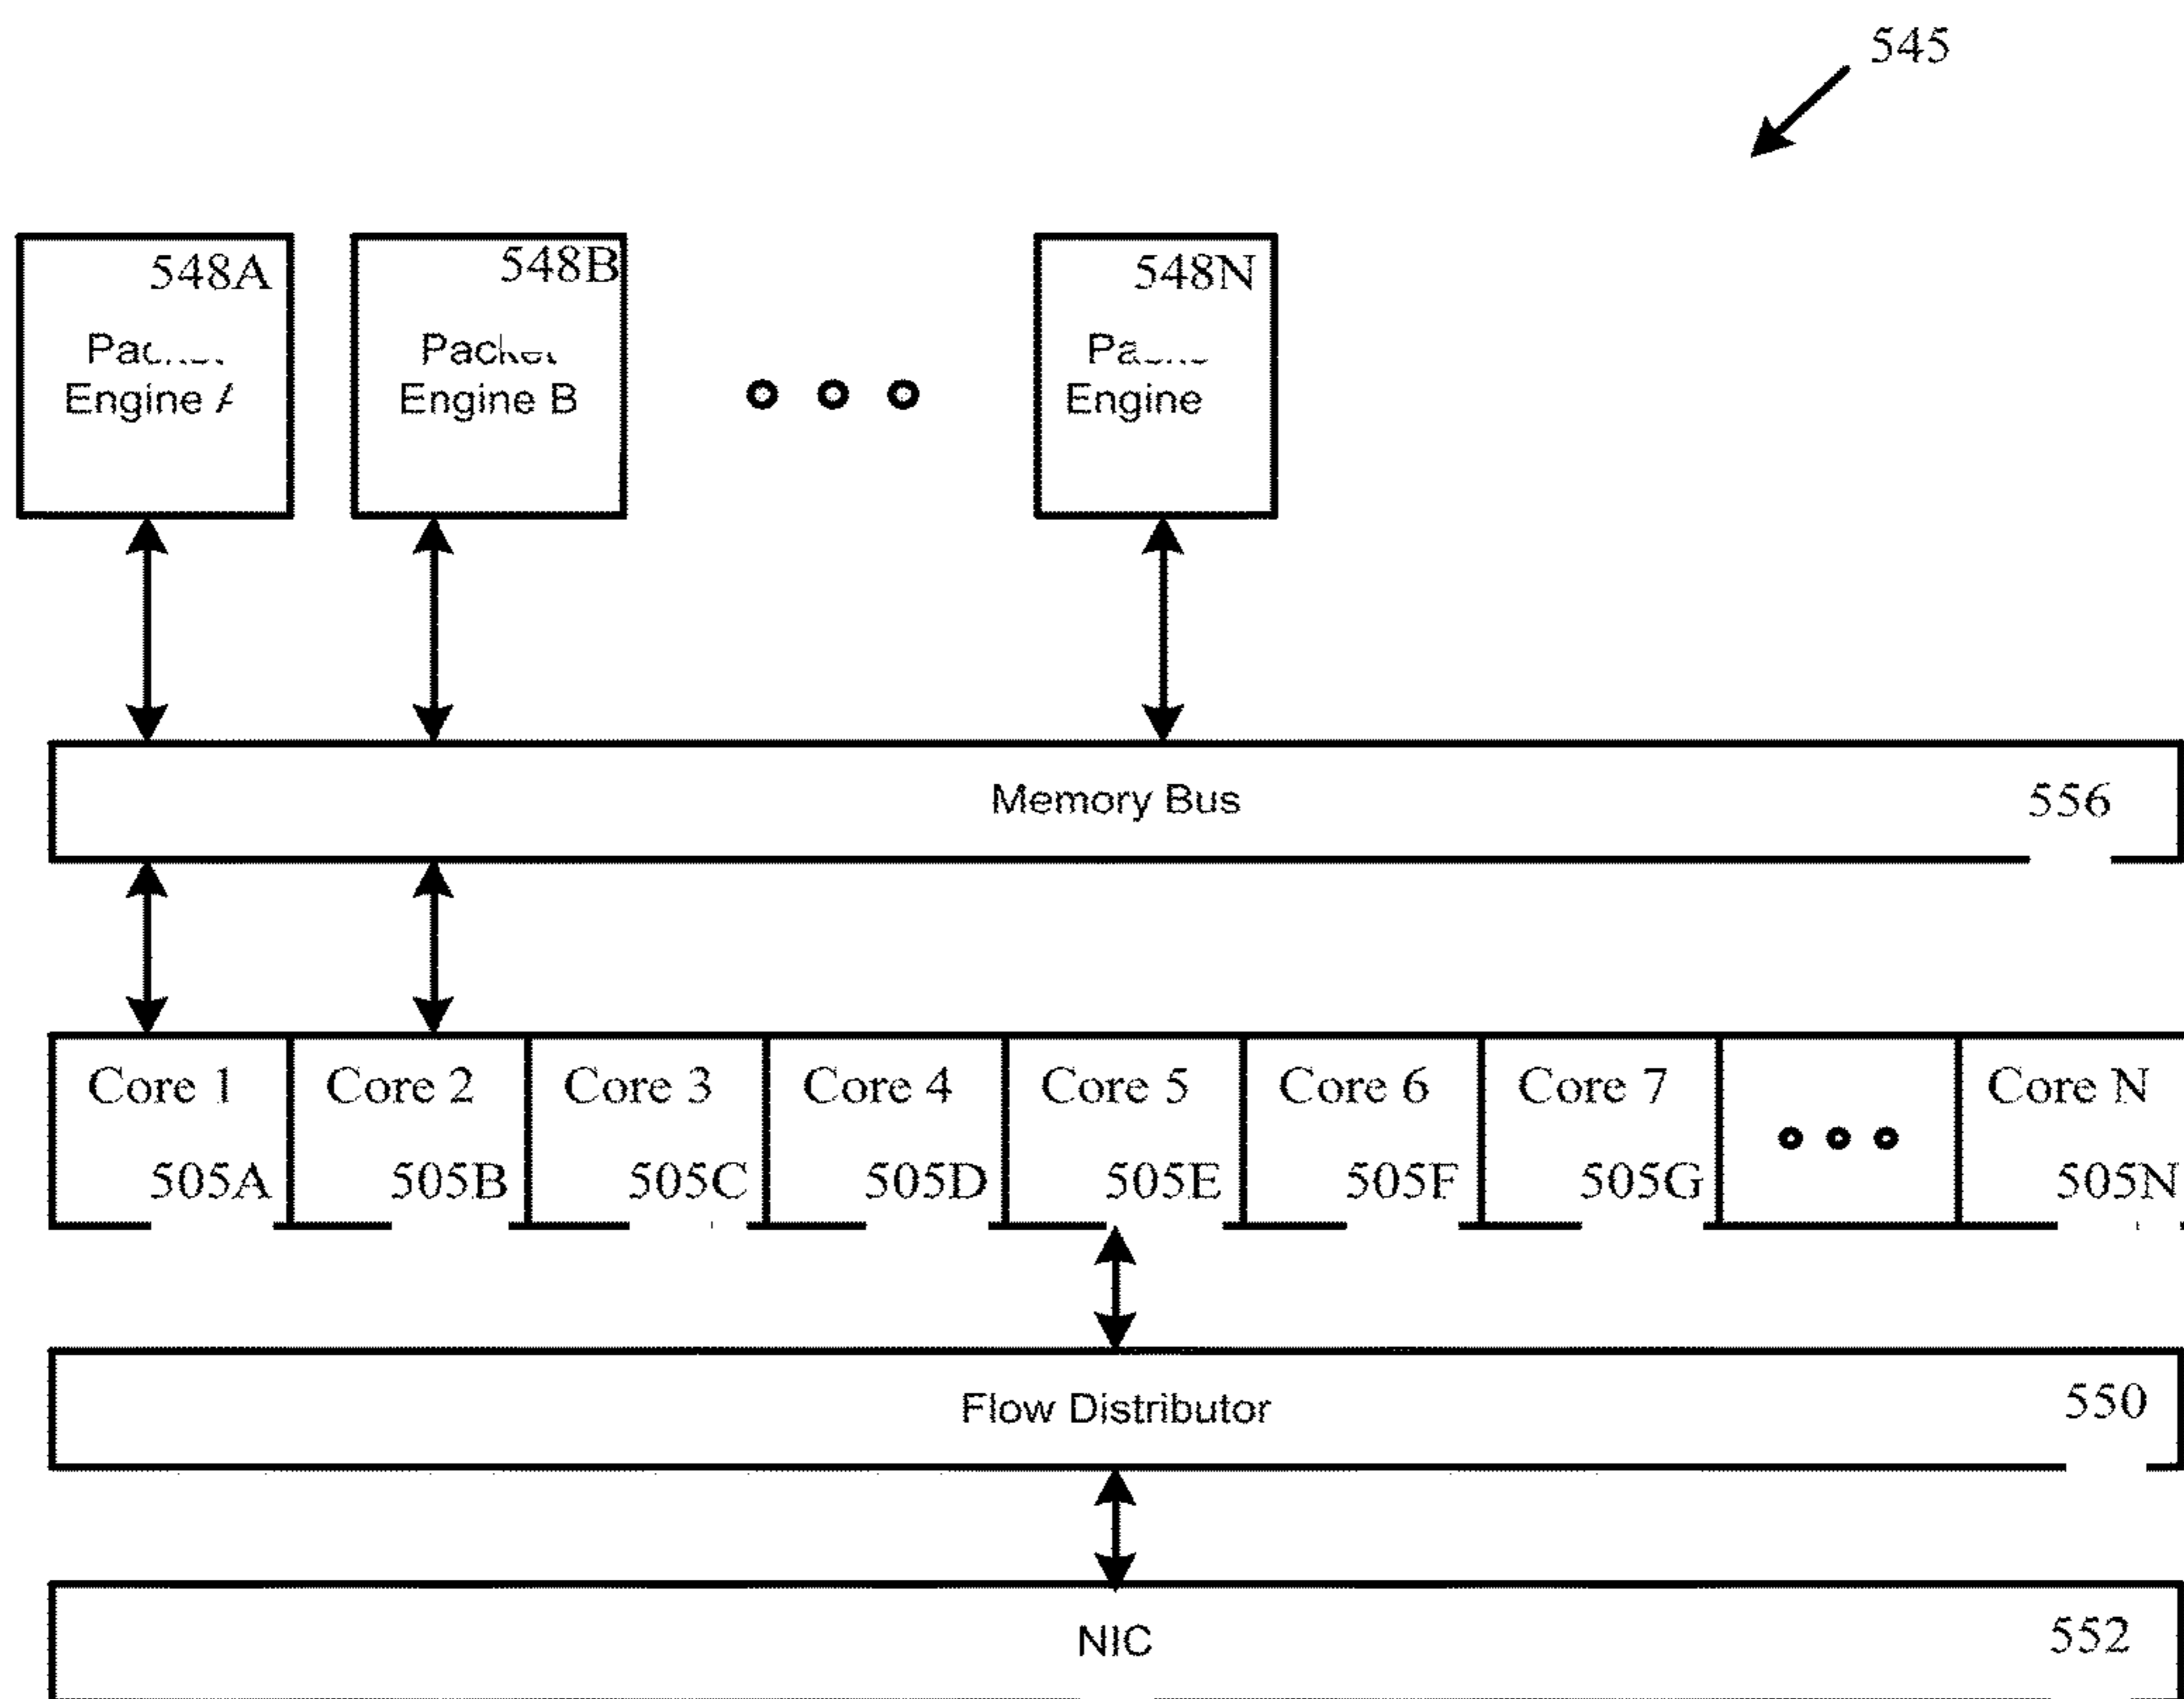 545
548A
548B
548N
Engine
Engine B
Engine
Memory Bus
556
Core 1
Core 2
Core 3
Core 4
Core 5
Core 6
Core 7
Core N
505A
505B
505C
505D
505E
505F
505G
505N
Flow Distributor
550
NIC
552